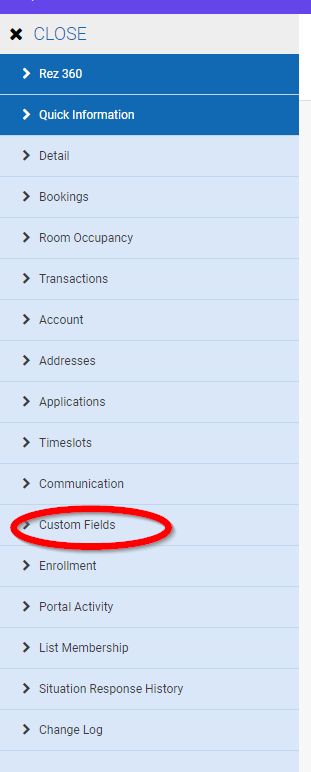 CLOSE
Rez 360
Quick Information
Detail
Bookings
Room Occupancy
Transactions
Account
Addresses
Applications
Timeslots
Communication
Custom Fields
Enrollment
Portal Activity
List Membership
Situation Response History
Change Log